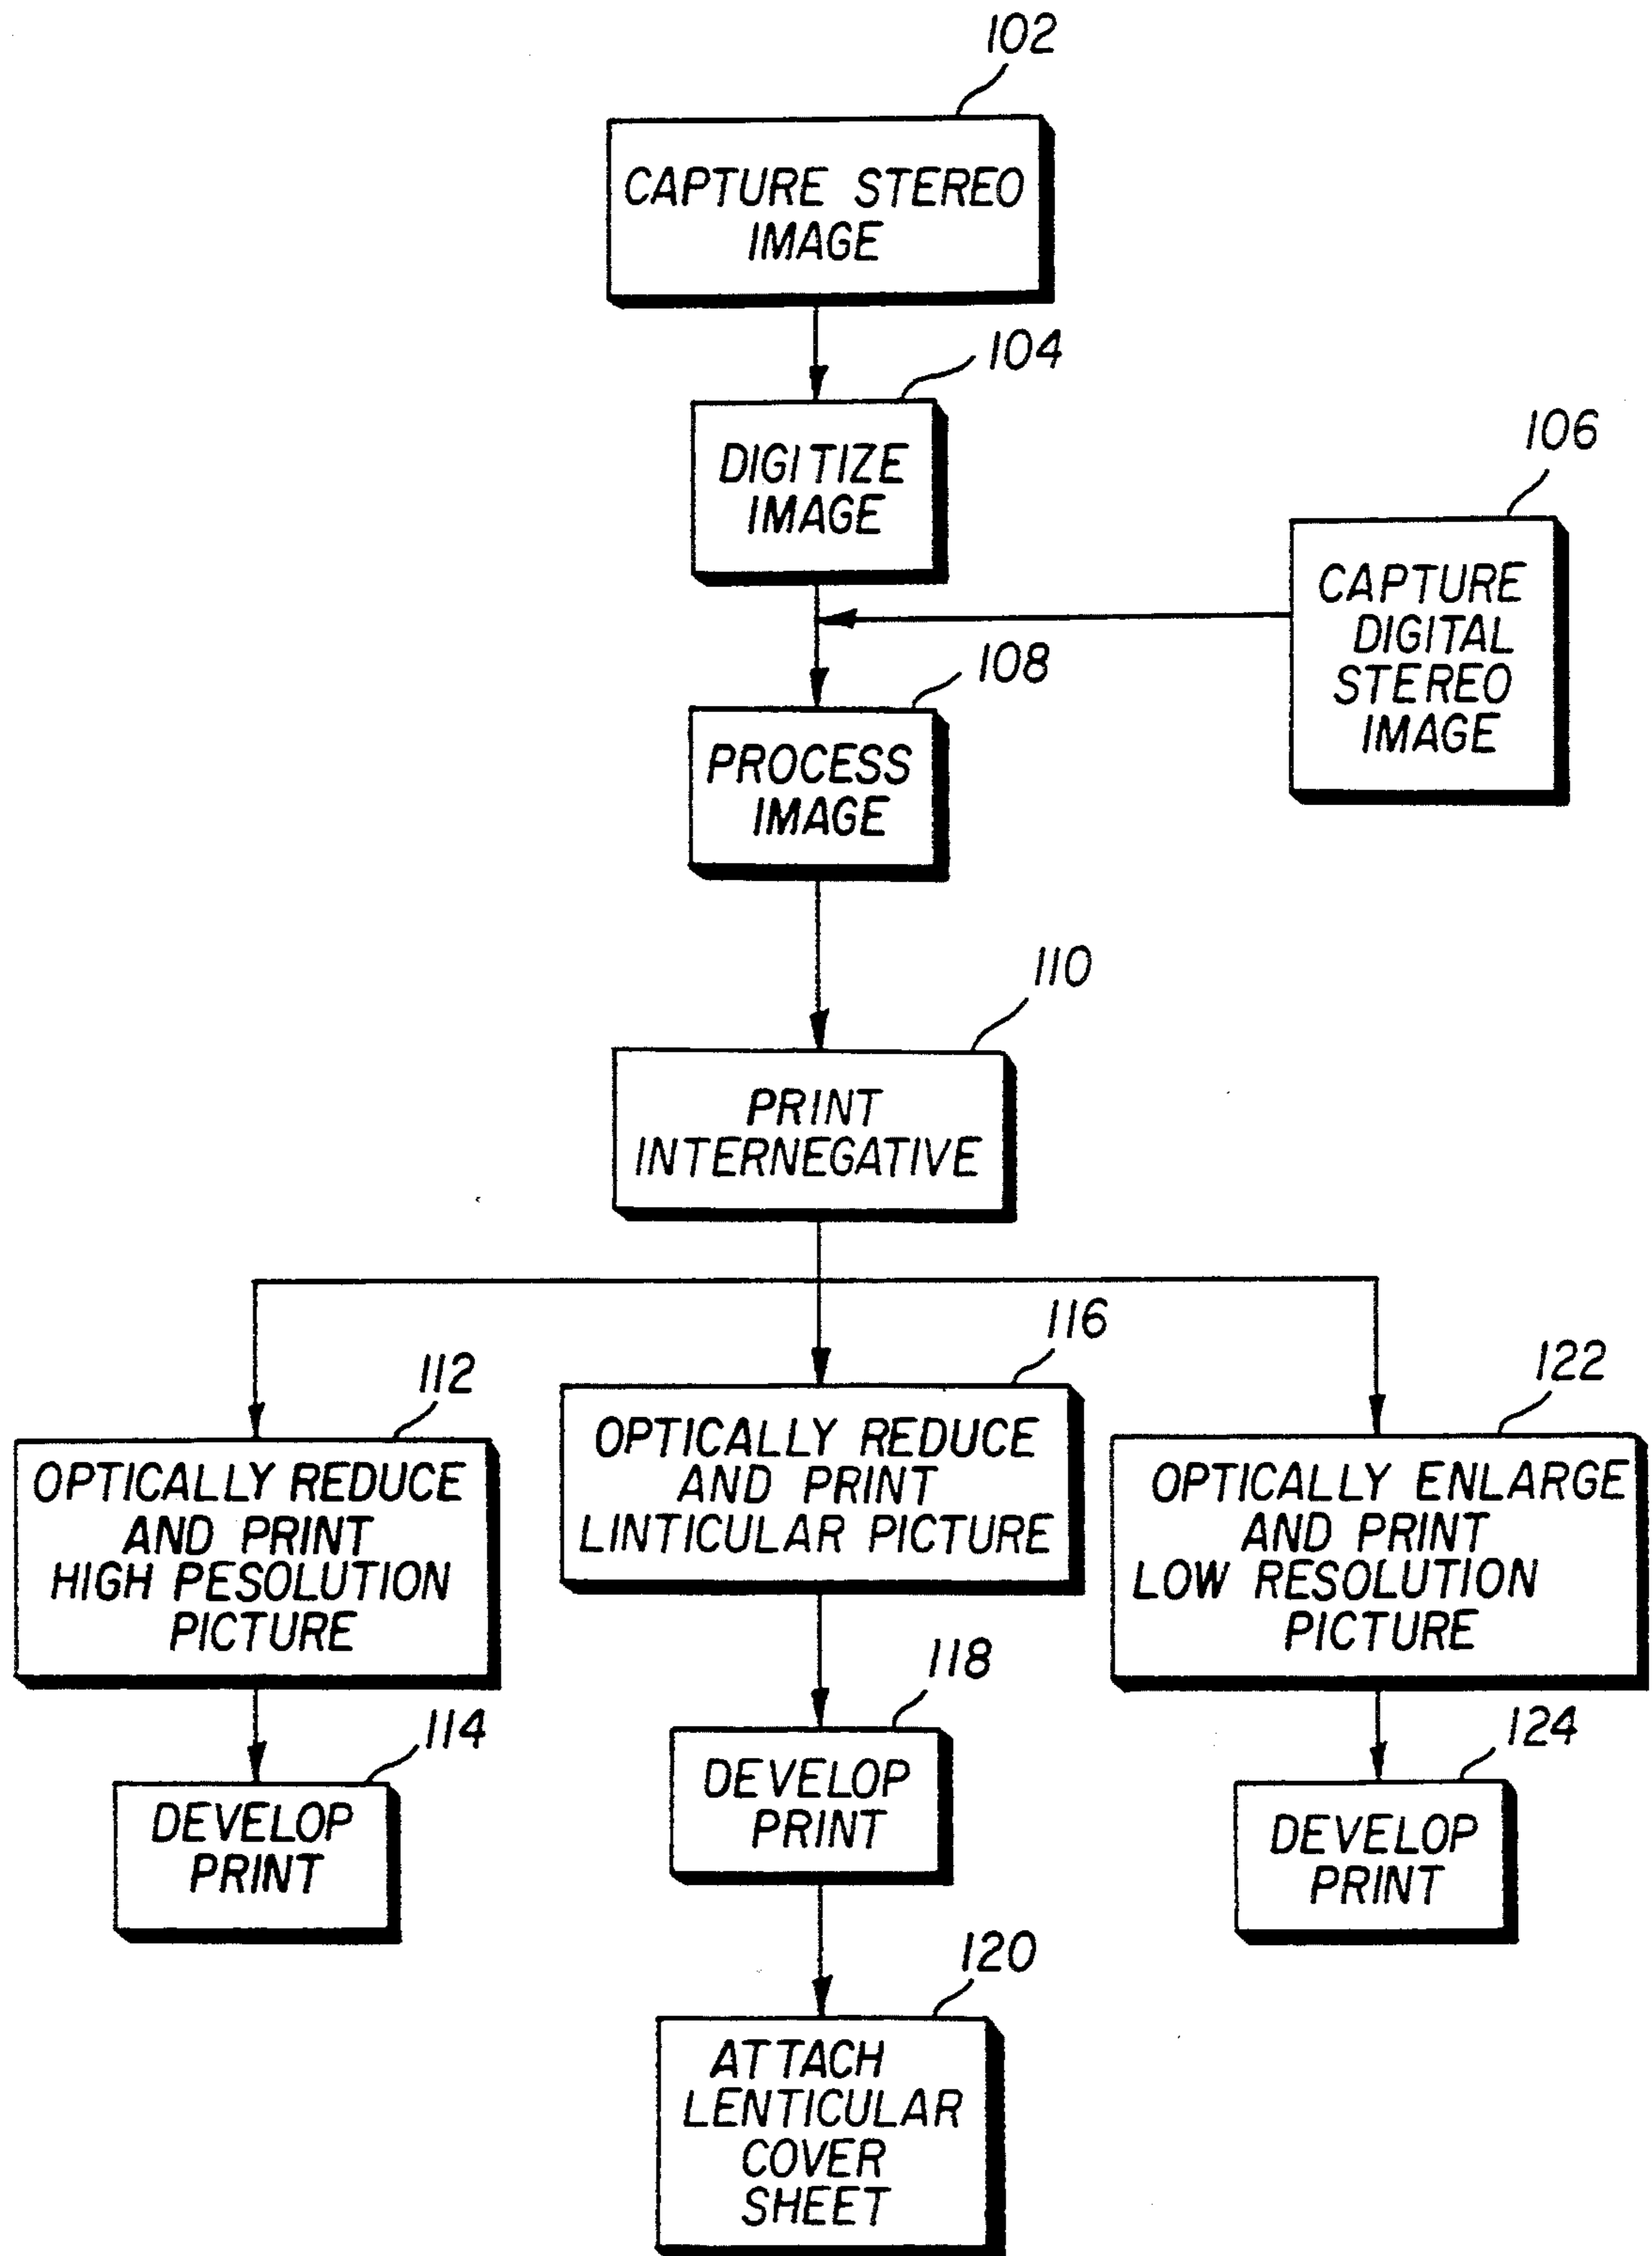 102
CAPTURE STEREO
IMAGE
104
DIGITIZE
IMAGE
106
CAPTURE
DIGITAL
STEREO
IMAGE
108
PROCESS
IMAGE
110
PRINT
INTERNEGATIVE
112
OPTICALLY REDUCE
AND PRINT
HIGH PESOLUTION
PICTURE
114
DEVELOP
PRINT
116
OPTICALLY REDUCE
AND PRINT
LINTICULAR PICTURE
118
DEVELOP
PRINT
120
ATTACH
LENTICULAR
COVER
SHEET
122
OPTICALLY ENLARGE
AND PRINT
LOW RESOLUTION
PICTURE
124
DEVELOP
PRINT